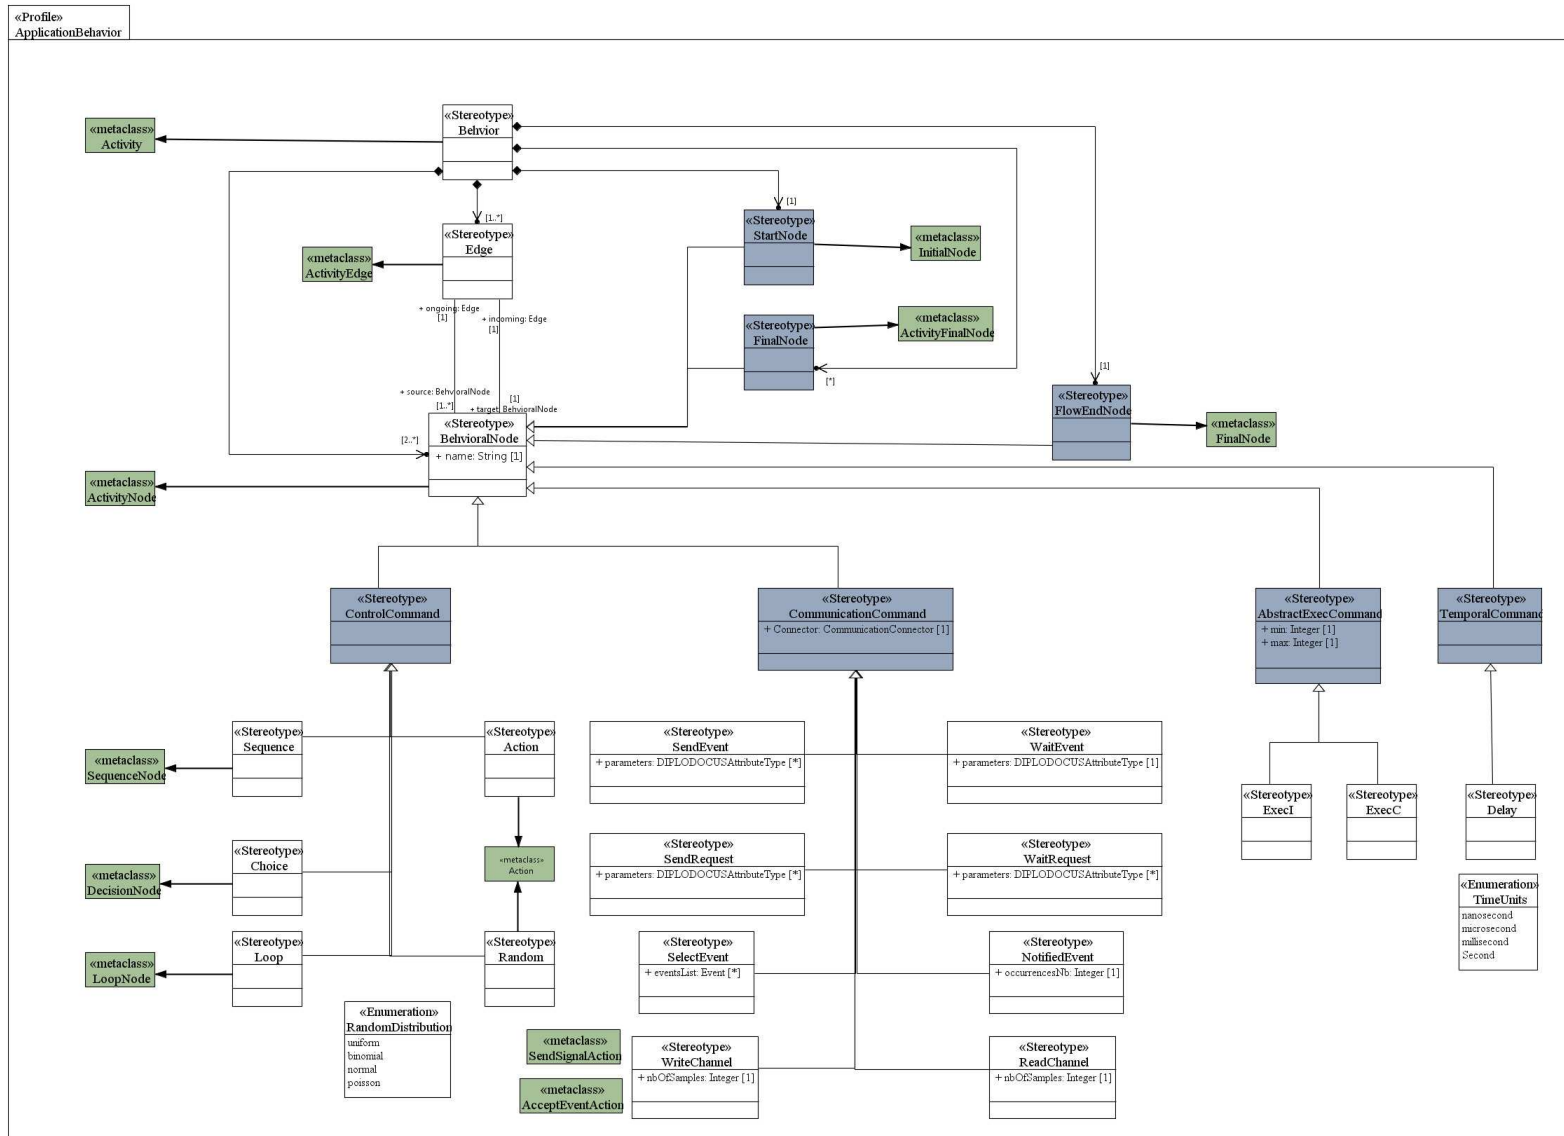 «Profile»
ApplicationBehavior
«Stereotype»
Behvior
«metaclass»
Activity
[1]
[1..*]
«Stereotype»
StartNode
«Stereotype»
Edge
«metaclass»
InitialNode
«metaclass»
ActivityEdge
+ ongoing: Edge
[1]
+ incoming: Edge
[1]
«Stereotype»
FinalNode
«metaclass»
ActivityFinalNode
[*]
[1]
«Stereotype»
FlowEndNode
«metaclass»
FinalNode
+ source: BehvioralNode
[1..*]
[1]
+ target: BehvioralNode
[2..*]
«Stereotype»
BehvioralNode
+ name: String [1]
«metaclass»
ActivityNode
«Stereotype»
ControlCommand
«Stereotype»
CommunicationCommand
+ Connector: CommunicationConnector [1]
«Stereotype»
AbstractExecCommand
+ min: Integer [1]
+ max: Integer [1]
«Stereotype»
TemporalCommand
«Stereotype»
Sequence
«Stereotype»
Action
«Stereotype»
SendEvent
+ parameters: DIPLODOCUSAttributeType [*]
«Stereotype»
WaitEvent
+ parameters: DIPLODOCUSAttributeType [1]
«metaclass»
SequenceNode
«Stereotype»
ExecI
«Stereotype»
ExecC
«Stereotype»
Delay
«Stereotype»
Choice
«metaclass»
Action
«Stereotype»
SendRequest
+ parameters: DIPLODOCUSAttributeType [*]
«Stereotype»
WaitRequest
+ parameters: DIPLODOCUSAttributeType [*]
«metaclass»
DecisionNode
«Enumeration»
TimeUnits
nanosecond
microsecond
millisecond
Second
«Stereotype»
Loop
«Stereotype»
Random
«Stereotype»
SelectEvent
+ eventsList: Event [*]
«Stereotype»
NotifiedEvent
+ occurrencesNb: Integer [1]
«metaclass»
LoopNode
«Enumeration»
RandomDistribution
uniform
binomial
normal
poisson
«metaclass»
SendSignalAction
«Stereotype»
WriteChannel
+ nbOfSamples: Integer [1]
«Stereotype»
ReadChannel
+ nbOfSamples: Integer [1]
«metaclass»
AcceptEventAction